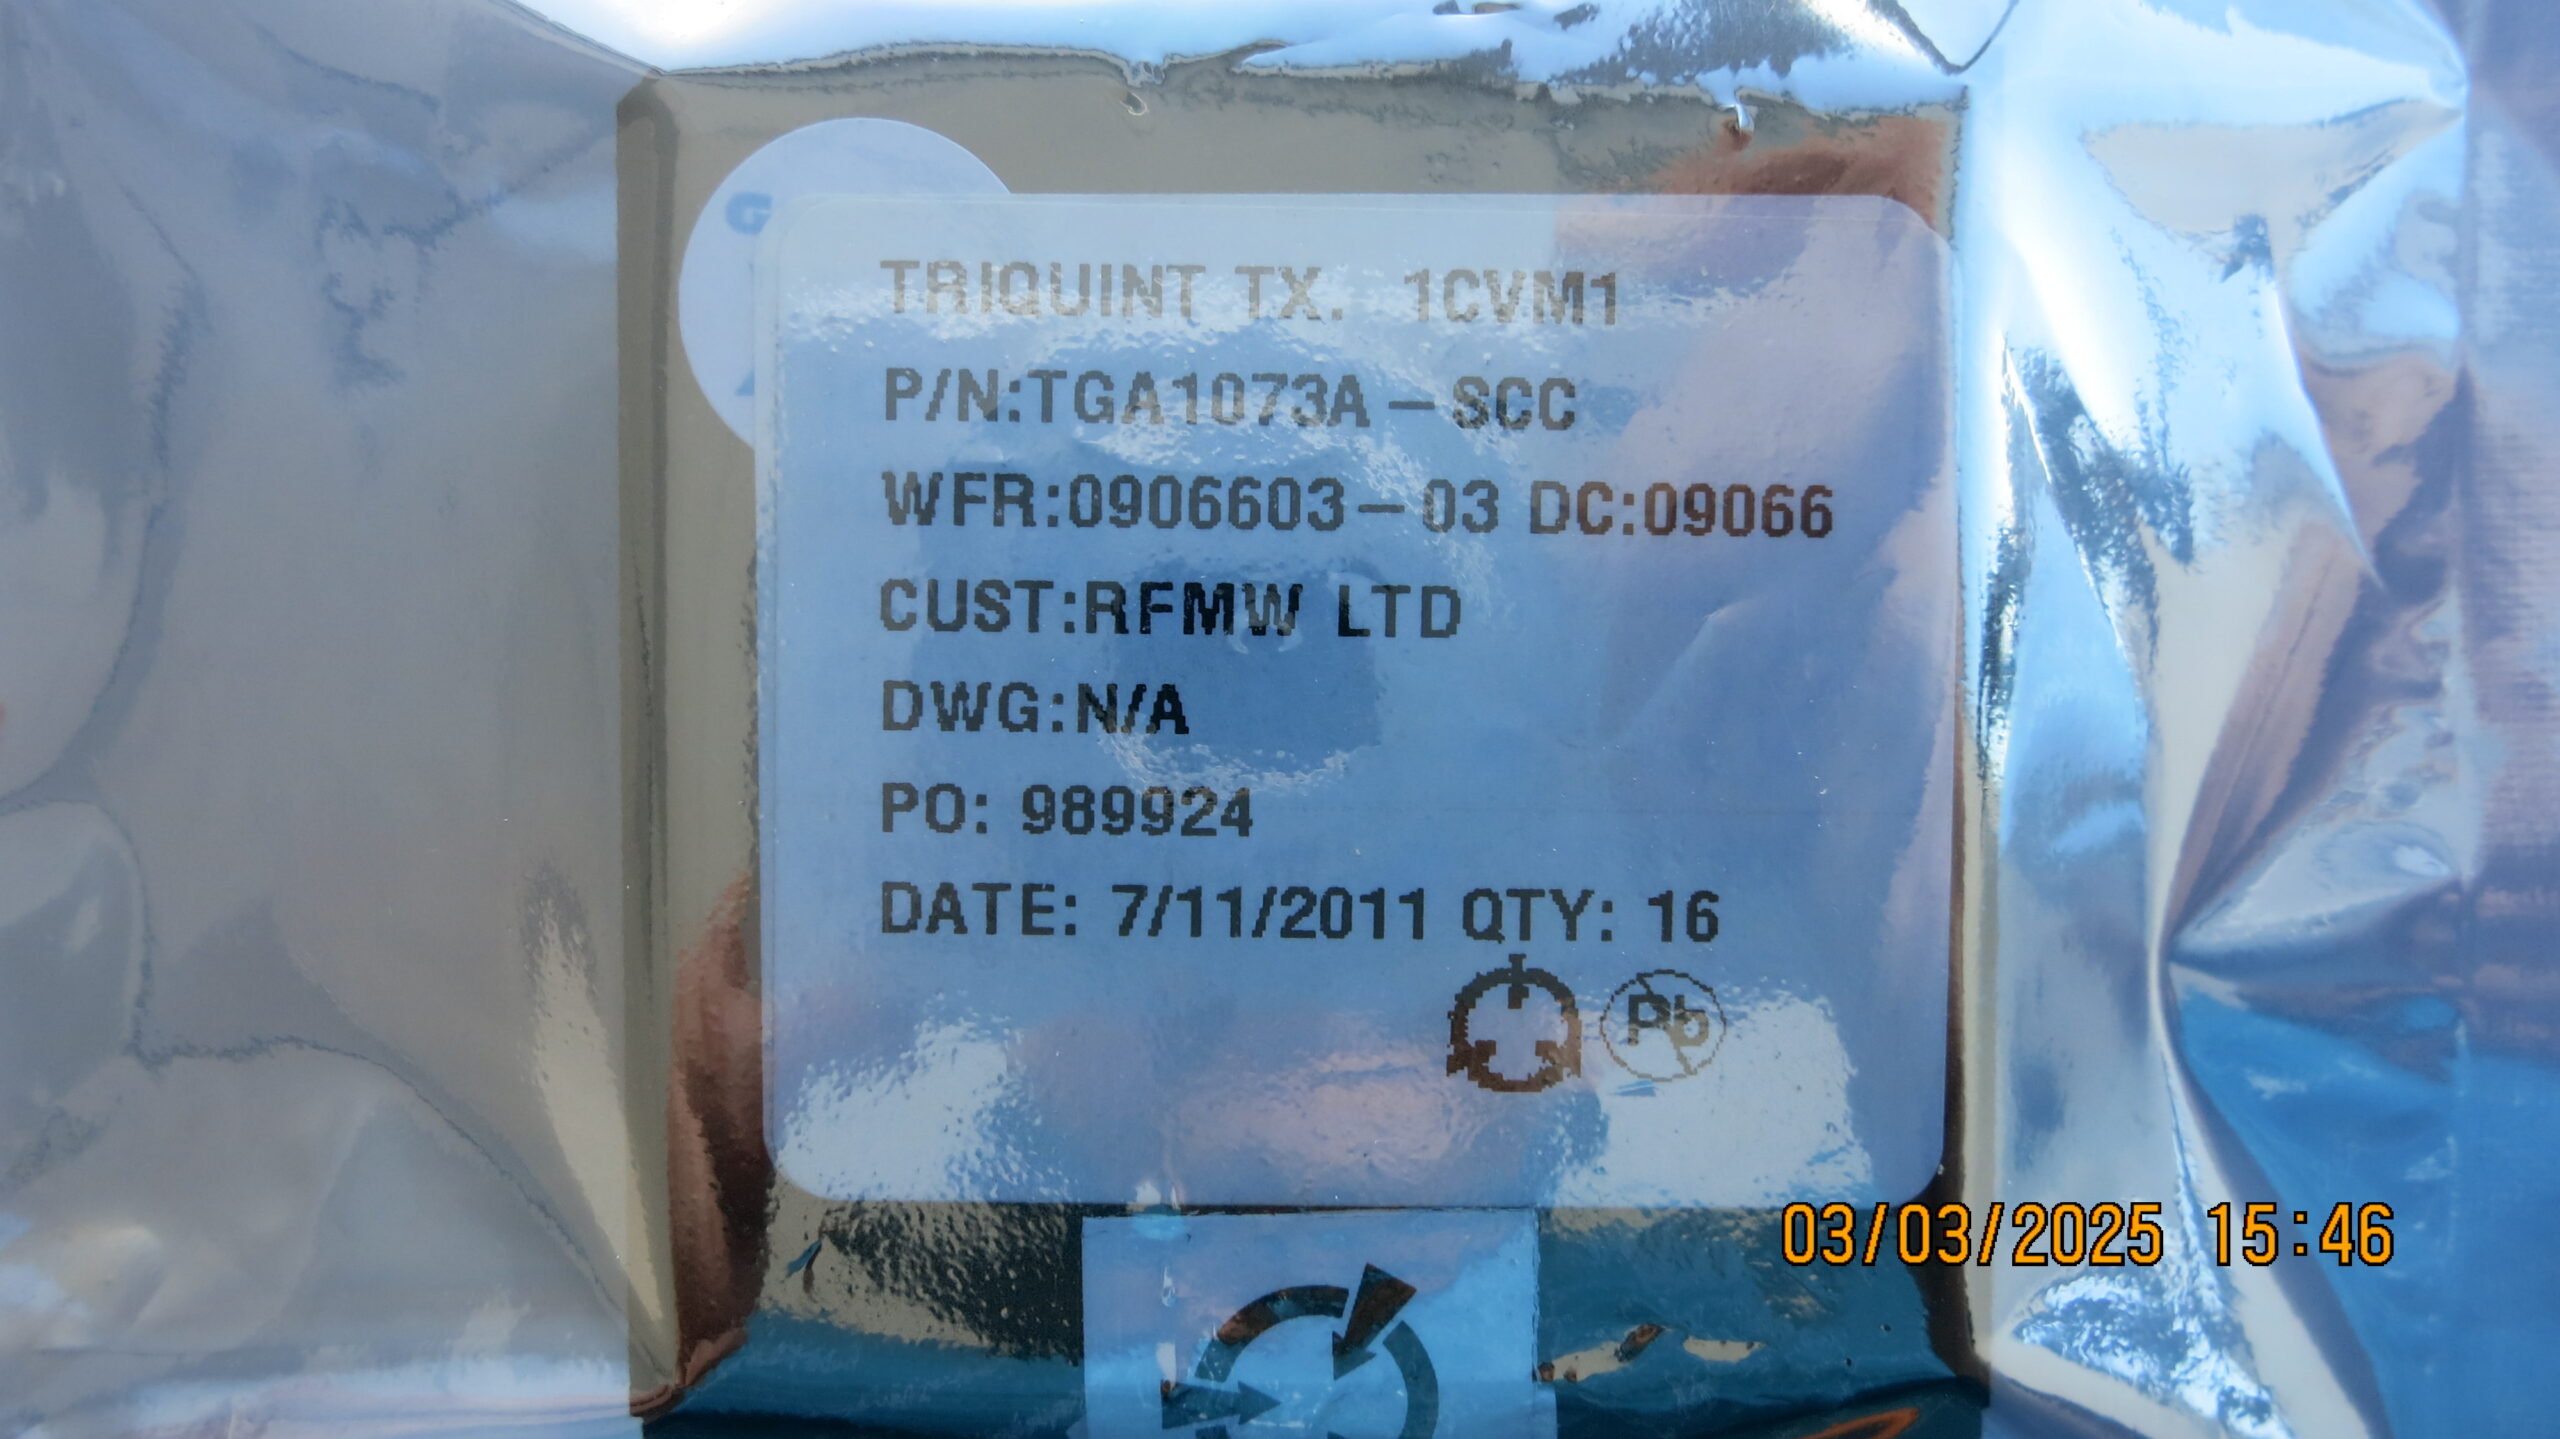 G
TRIQUINT TX. 1CVM1
P/N:TGA1073A-SCC
WFR:0906603-03 DC:09066
CUST:RFMW LTD
DWG:N/A
PO: 989924
DATE: 7/11/2011 QTY: 16
Pb
03/03/2025 15:46